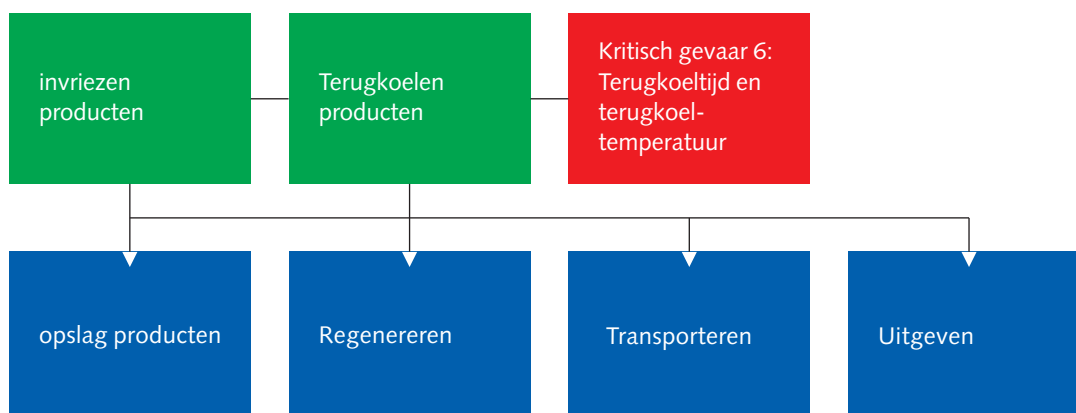 invriezen
producten
Terugkoelen
producten
Kritisch gevaar 6:
Terugkoeltijd en
terugkoel-
temperatuur
opslag producten
Regenereren
Transporteren
Uitgeven